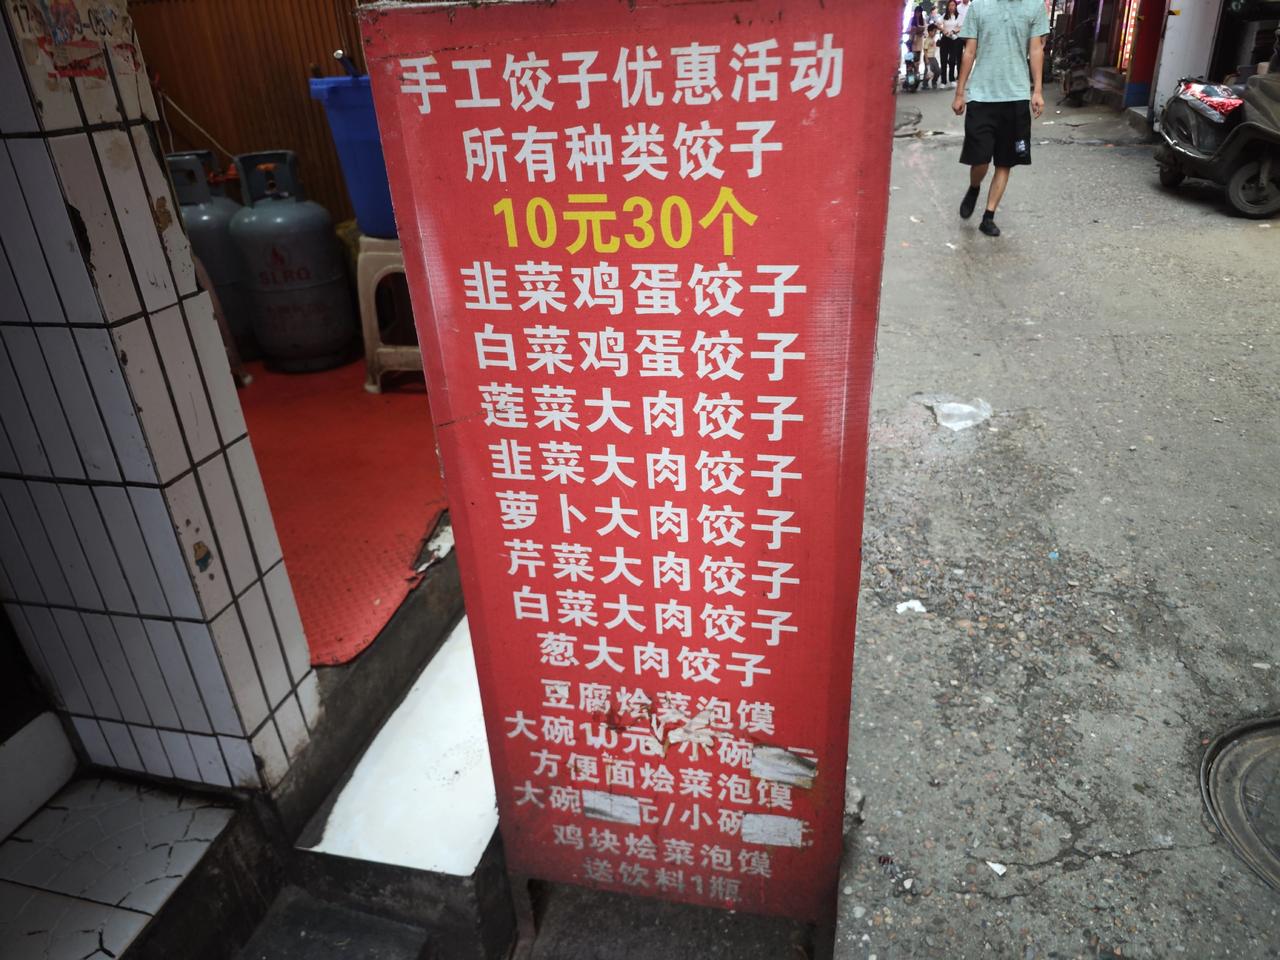 手工饺子优惠活动
所有种类饺子
10元30个
韭菜鸡蛋饺子
白菜鸡蛋饺子
莲菜大肉饺子
韭菜大肉饺子
萝卜大肉饺子
芹菜大肉饺子
白菜大肉饺子
葱大肉饺子
豆腐烩菜泡馍
大碗10元/小碗
方便面烩菜泡馍
大碗 元/小碗
鸡块烩菜泡馍
送饮料1瓶